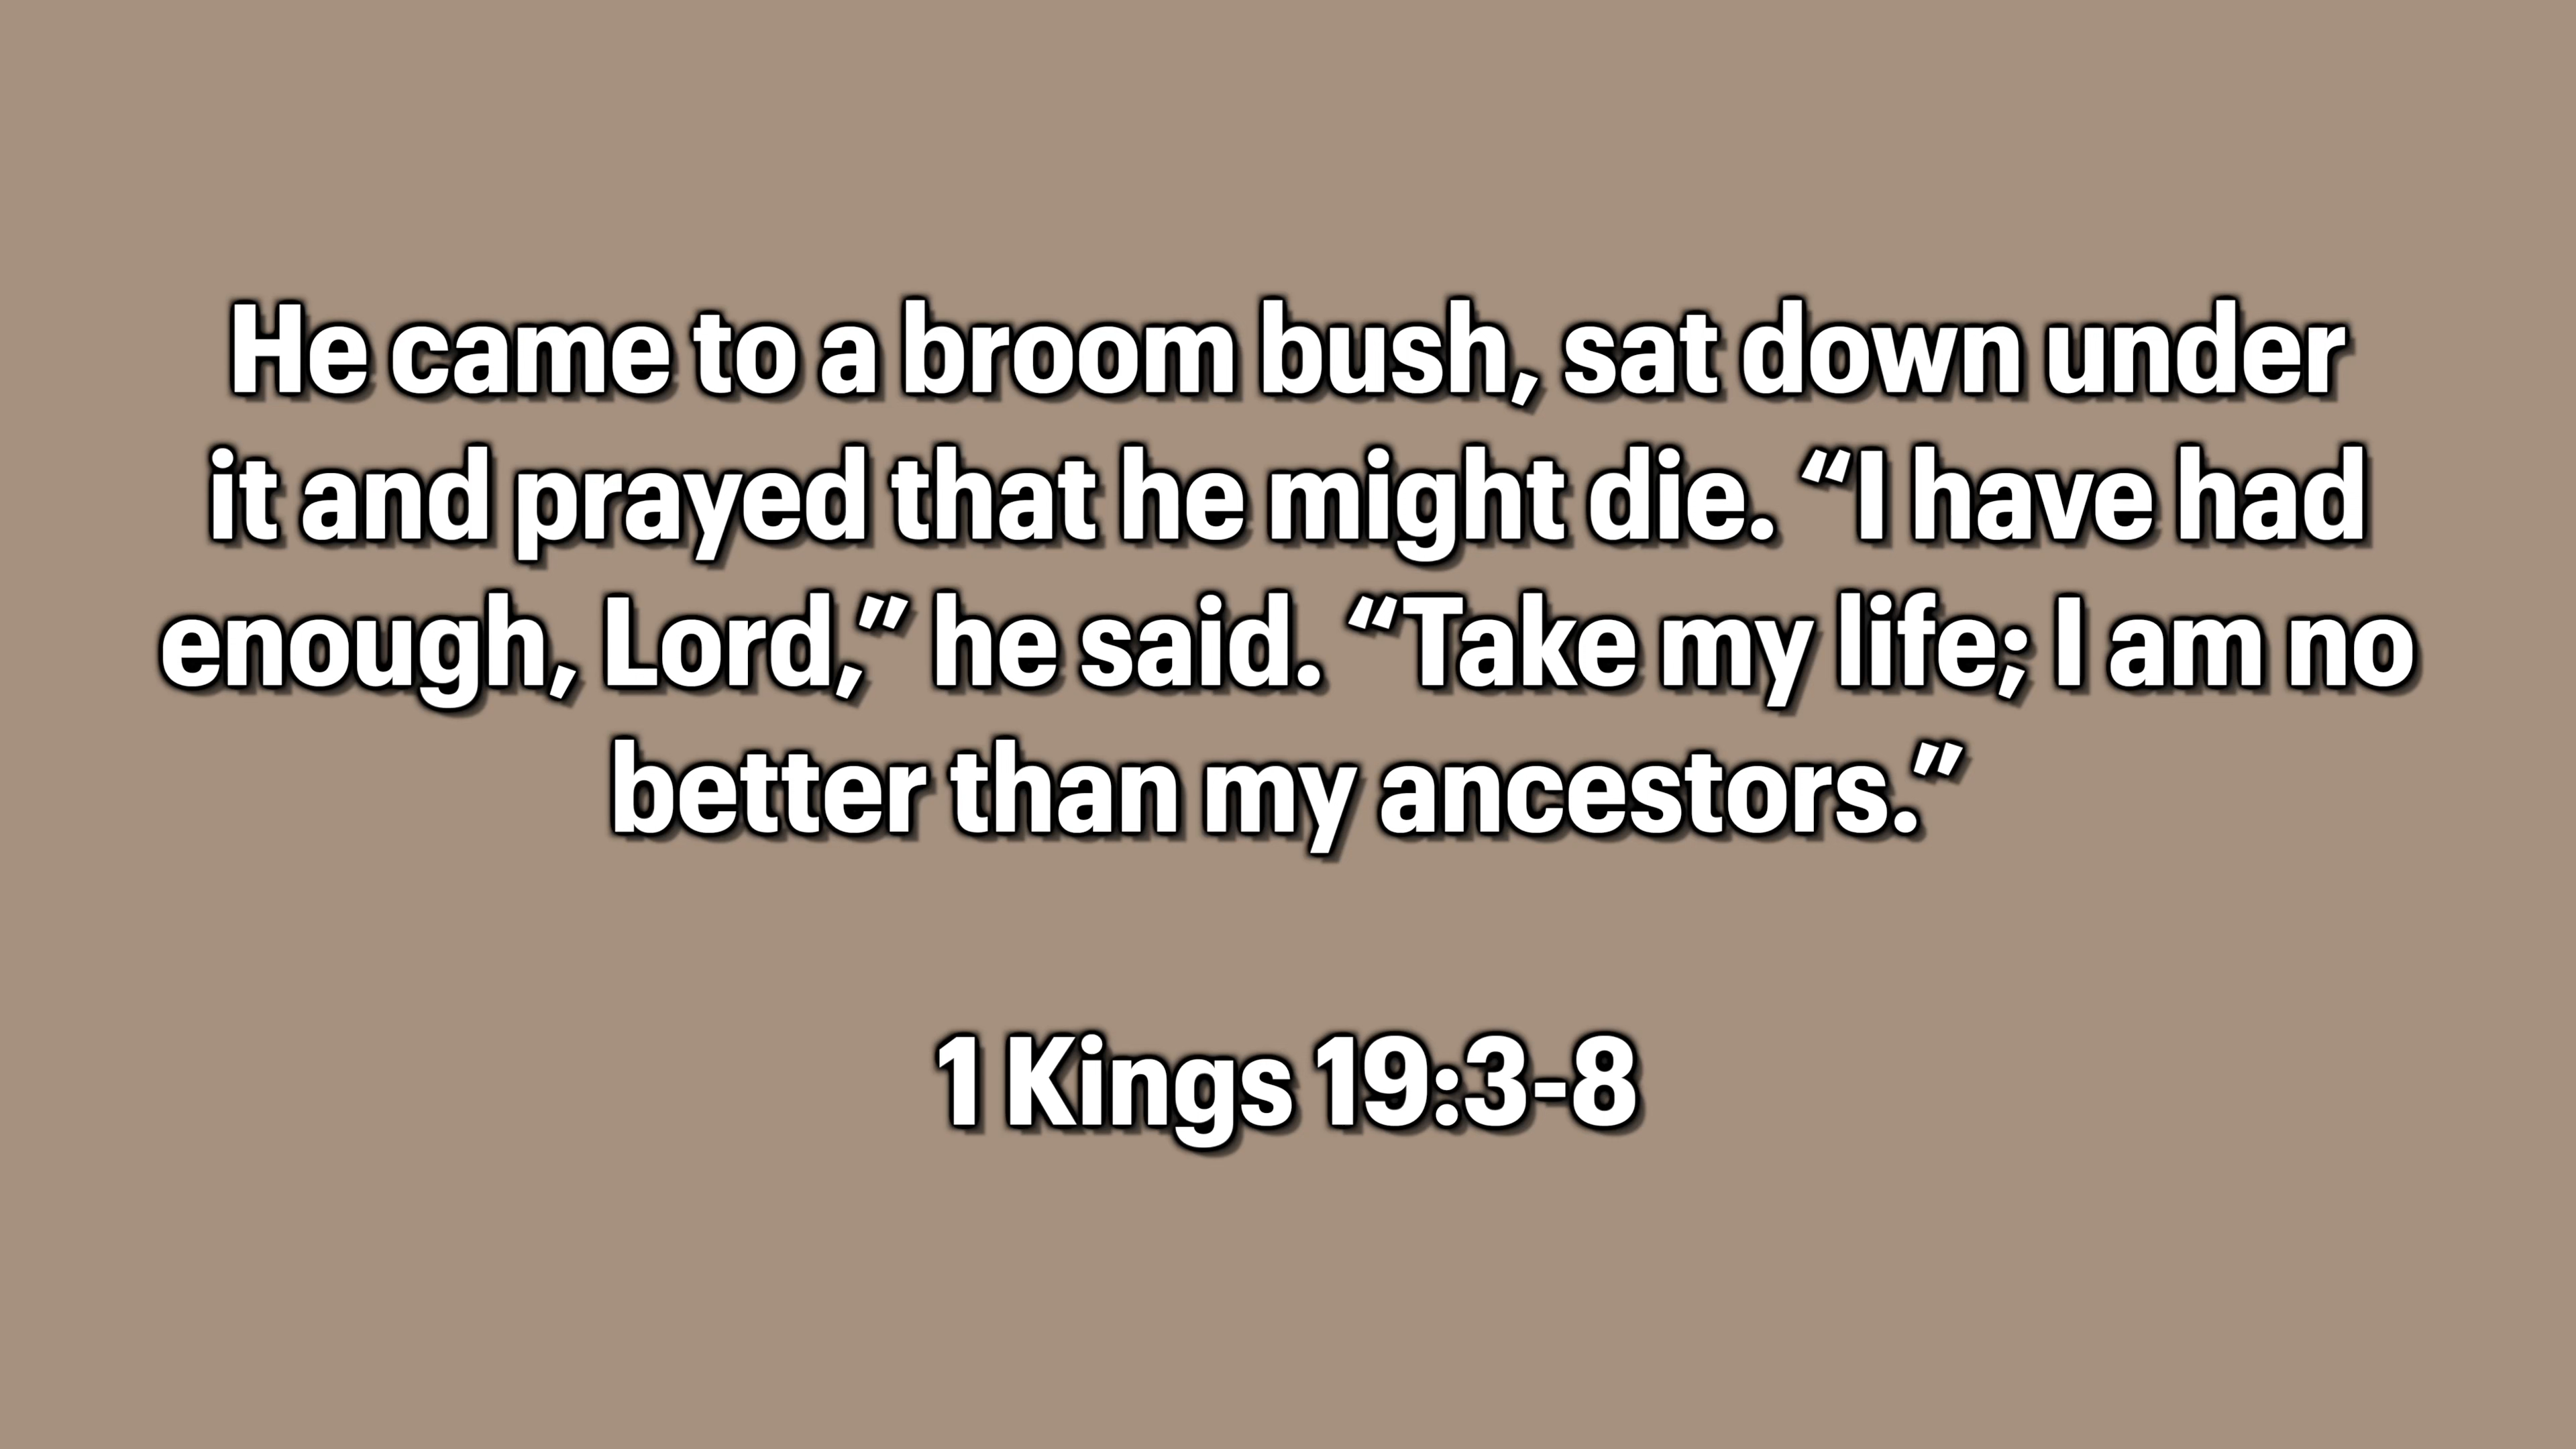 He came to a broom bush, sat down under
it and prayed that he might die. “I have had
enough, Lord,” he said. “Take my life; I am no
better than my ancestors.”
1 Kings 19:3-8